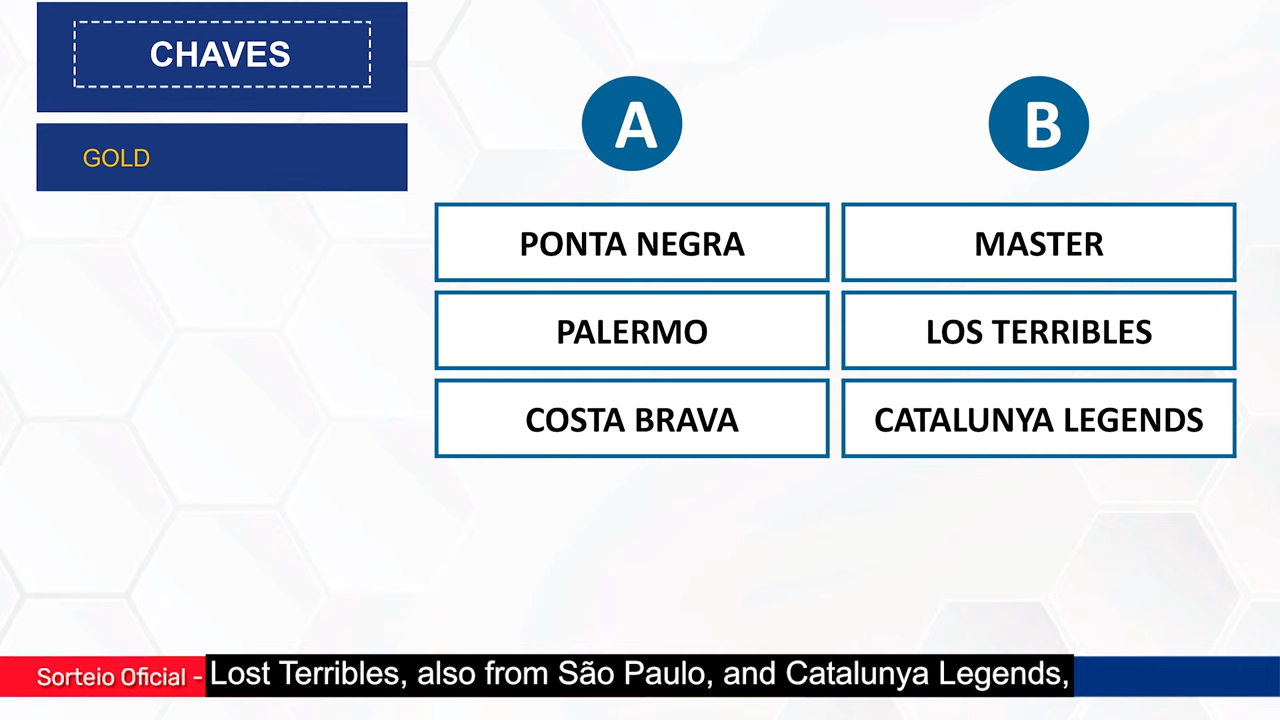 CHAVES
GOLD
A
B
PONTA NEGRA
MASTER
PALERMO
LOS TERRIBLES
COSTA BRAVA
CATALUNYA LEGENDS
Sorteio Oficial -
Lost Terribles, also from São Paulo, and Catalunya Legends,